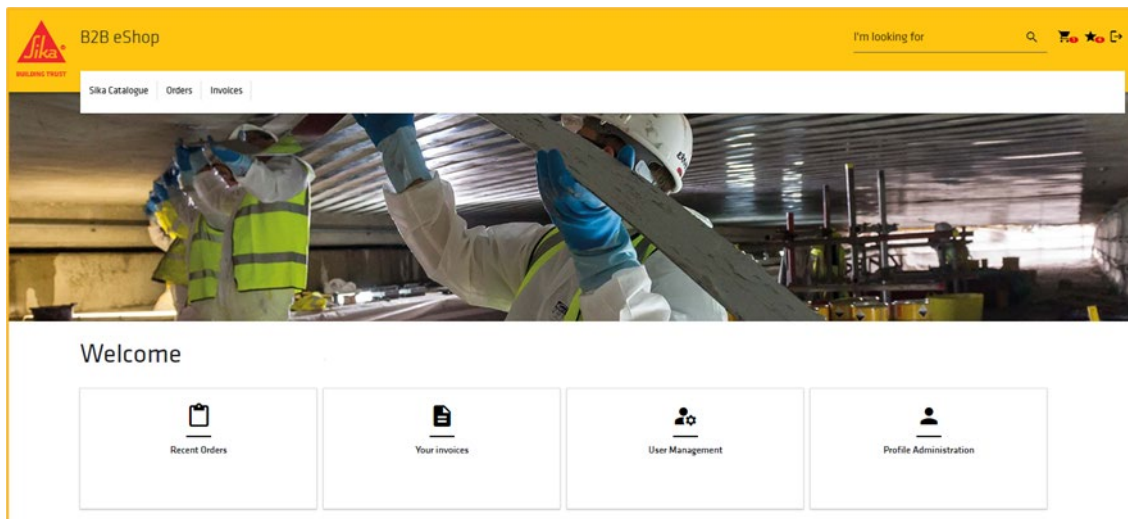 Sika®
BUILDING TRUST
B2B eShop
I'm looking for
Sika Catalogue
Orders
Invoices
Welcome
Recent Orders
Your invoices
User Management
Profile Administration